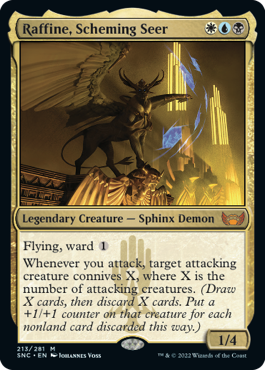 Raffine, Scheming Seer
Legendary Creature — Sphinx Demon
Flying, ward 1
Whenever you attack, target attacking
creature connives X, where X is the
number of attacking creatures. (Draw
X cards, then discard X cards. Put a
+1/+1 counter on that creature for each
nonland card discarded this way.)
1/4
213/281 M
SNC • EN Johannes Voss
™ & © 2022 Wizards of the Coast